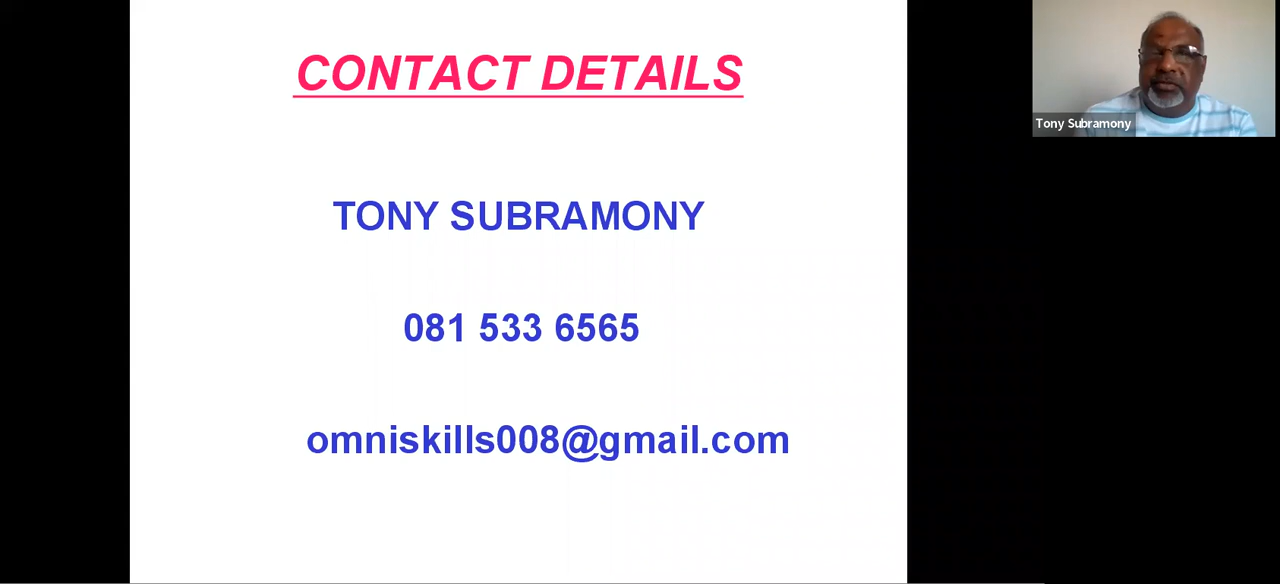 CONTACT DETAILS
TONY SUBRAMONY
081 533 6565
omniskills008@gmail.com
Tony Subramony